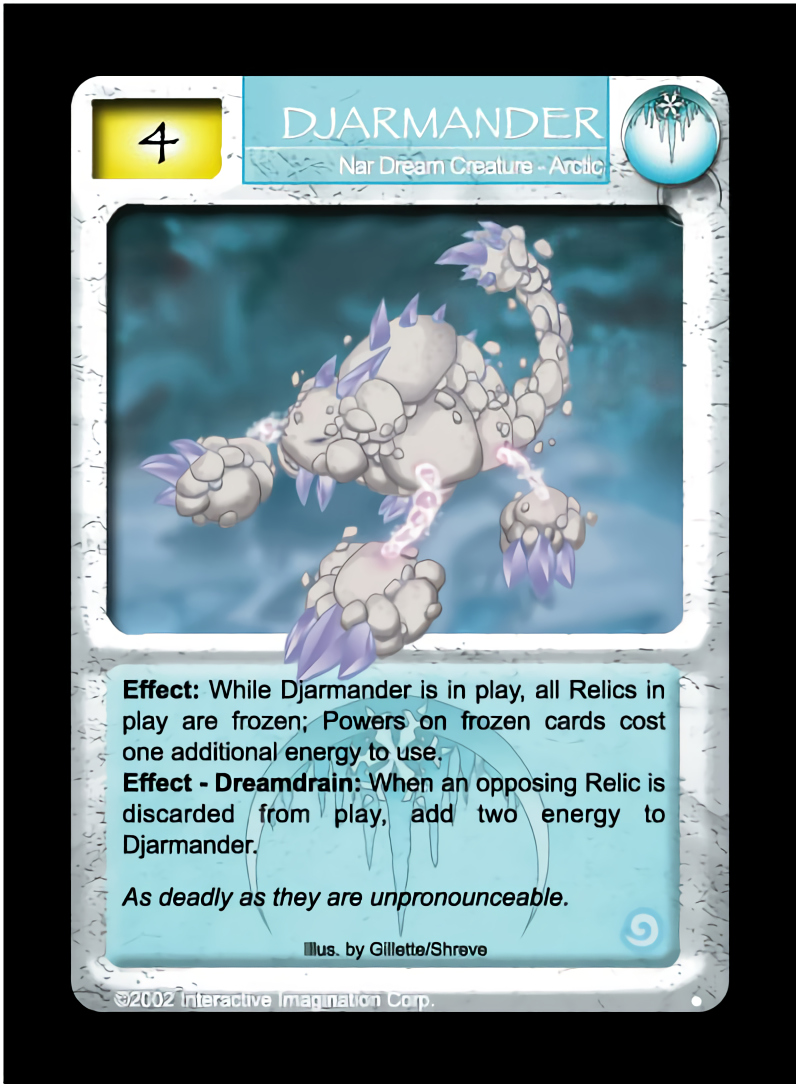 4
DJARMANDER
Nar Dream Creature - Arctic
Effect: While Djarmander is in play, all Relics in
play are frozen; Powers on frozen cards cost
one additional energy to use.
Effect - Dreamdrain: When an opposing Relic is
discarded from play, add two energy to
Djarmander.
As deadly as they are unpronounceable.
Illus. by Gillette/Shreve
©2002 Interactive Imagination Corp.